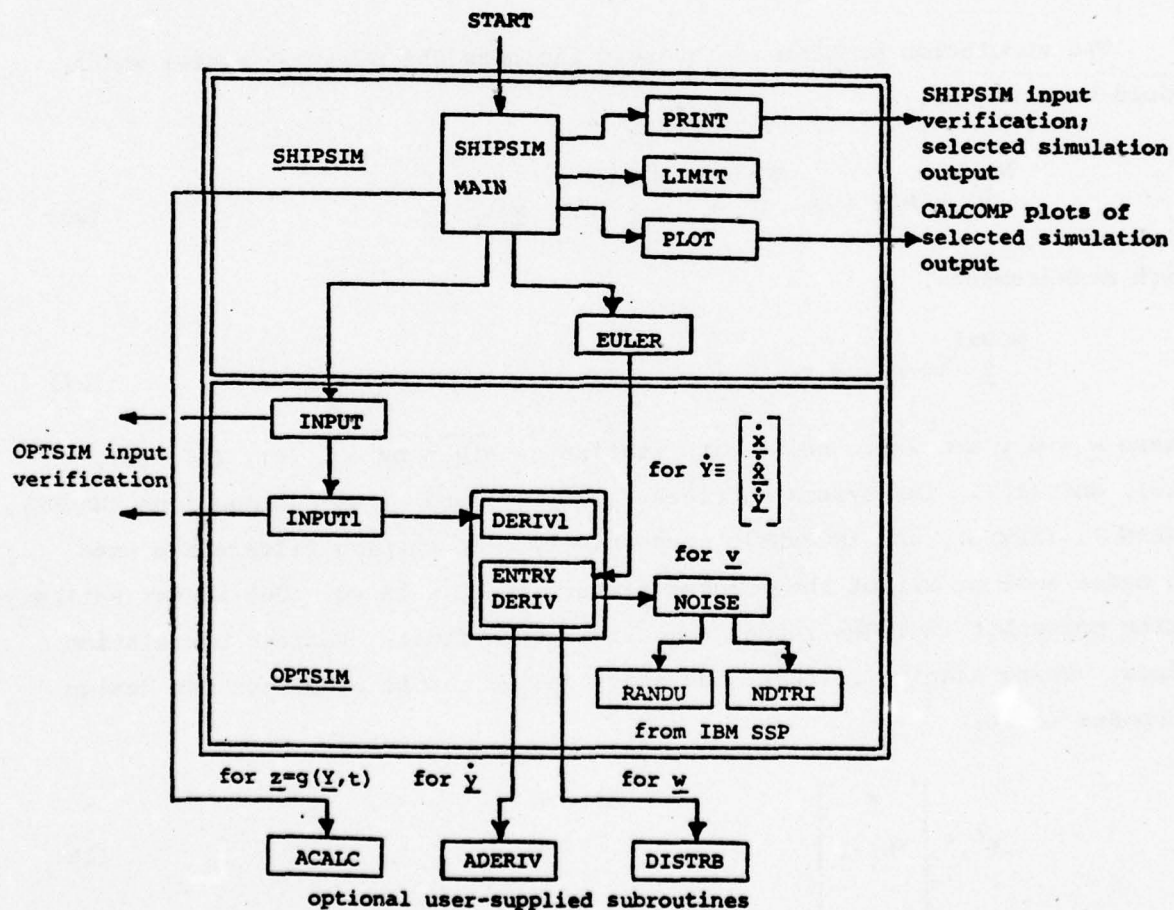 START
SHIPSIM
SHIPSIM
MAIN
PRINT
LIMIT
PLOT
SHIPSIM input
verification;
selected simulation
output
CALCOMP plots of
selected simulation
output
EULER
INPUT
OPTSIM input
verification
INPUT1
for Ẏ≡ [ẋ x̂̇ ẏ]
DERIV1
ENTRY
DERIV
for v
NOISE
OPTSIM
RANDU
NDTRI
from IBM SSP
for z=g(Y,t)
for ẏ
for w
ACALC
ADERIV
DISTRB
optional user-supplied subroutines